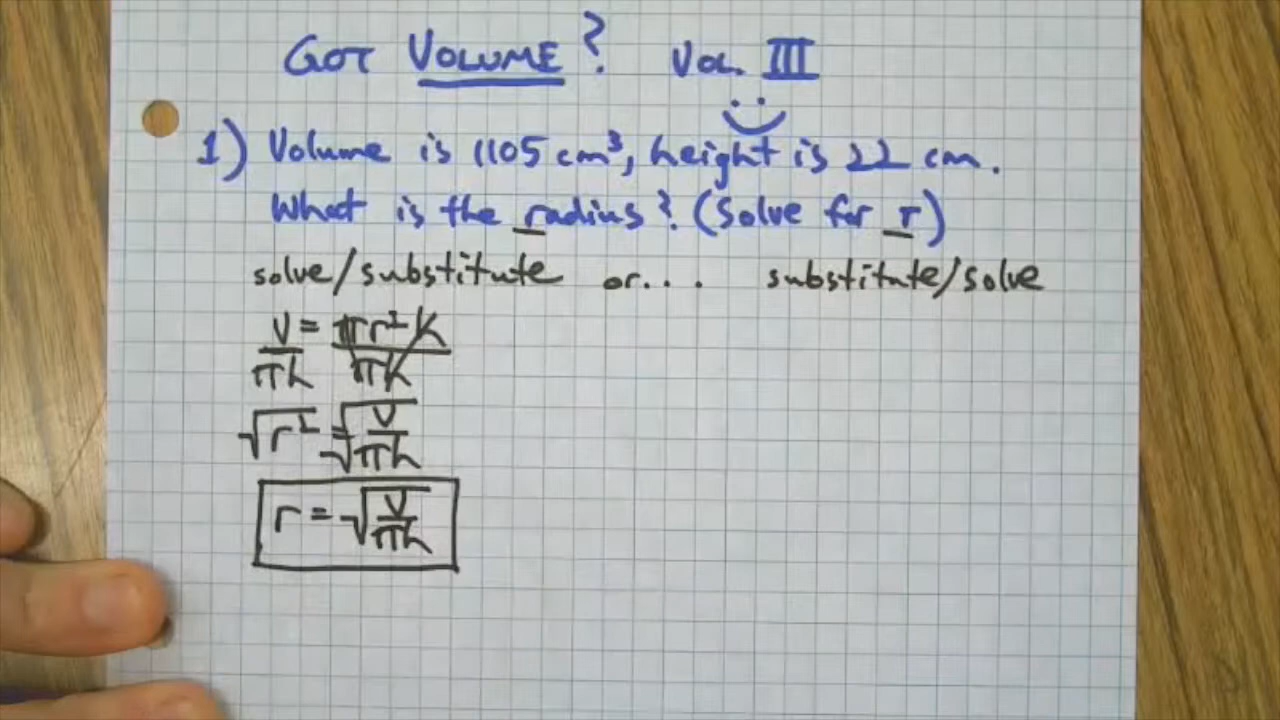 GOT VOLUME? VOL. III
1) Volume is 1105 cm³, height is 22 cm.
What is the radius? (Solve for r)
solve/substitute or... substitute/solve
V/πh = πr²h/πh
√r² = √V/πh
r = √V/πh